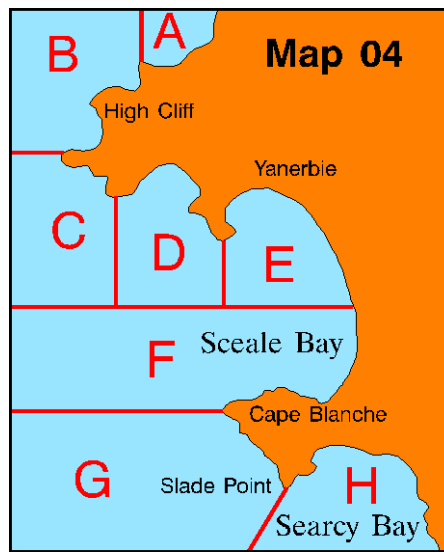 A
B
Map 04
High Cliff
Yanerbie
C
D
E
F
Sceale Bay
Cape Blanche
G
Slade Point
H
Searcy Bay